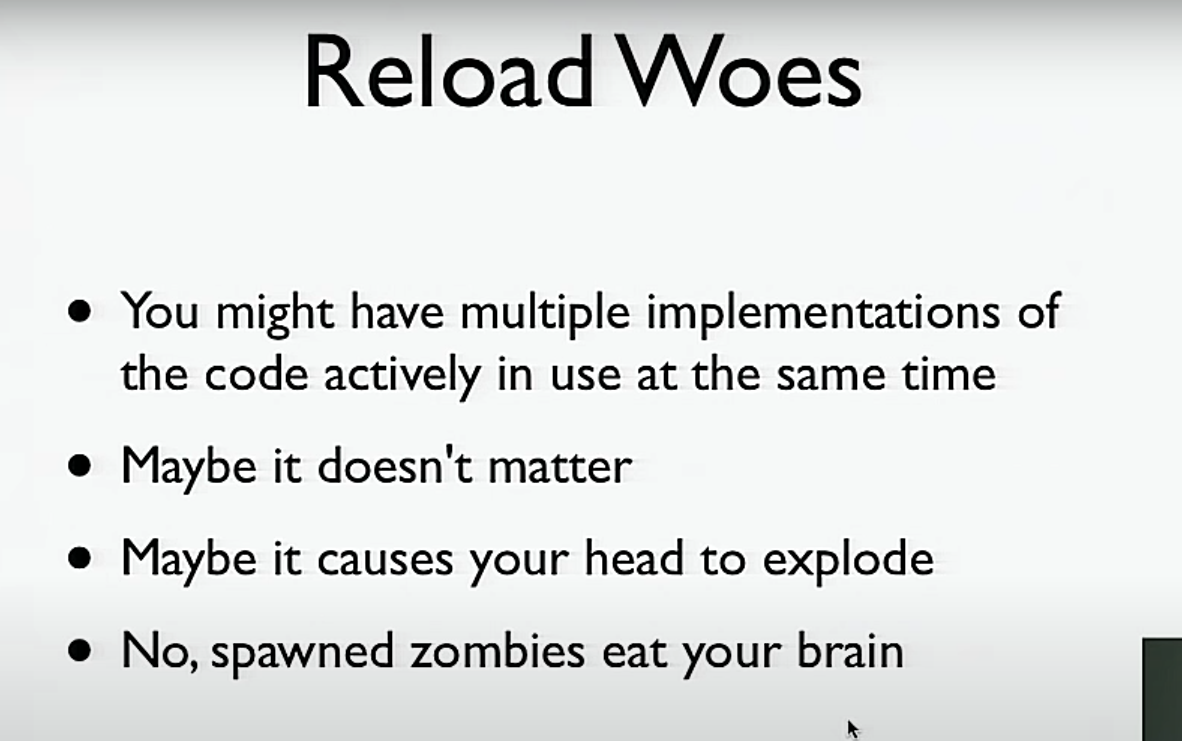 Reload Woes
• You might have multiple implementations of
the code actively in use at the same time
• Maybe it doesn't matter
• Maybe it causes your head to explode
• No, spawned zombies eat your brain